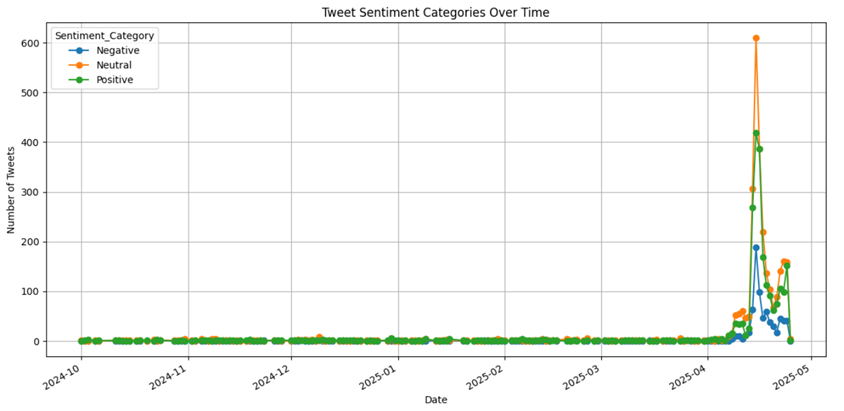 Tweet Sentiment Categories Over Time
Sentiment_Category
Negative
Neutral
Positive
600
500
400
300
200
100
0
Number of Tweets
2024-10
2024-11
2024-12
2025-01
2025-02
2025-03
2025-04
2025-05
Date